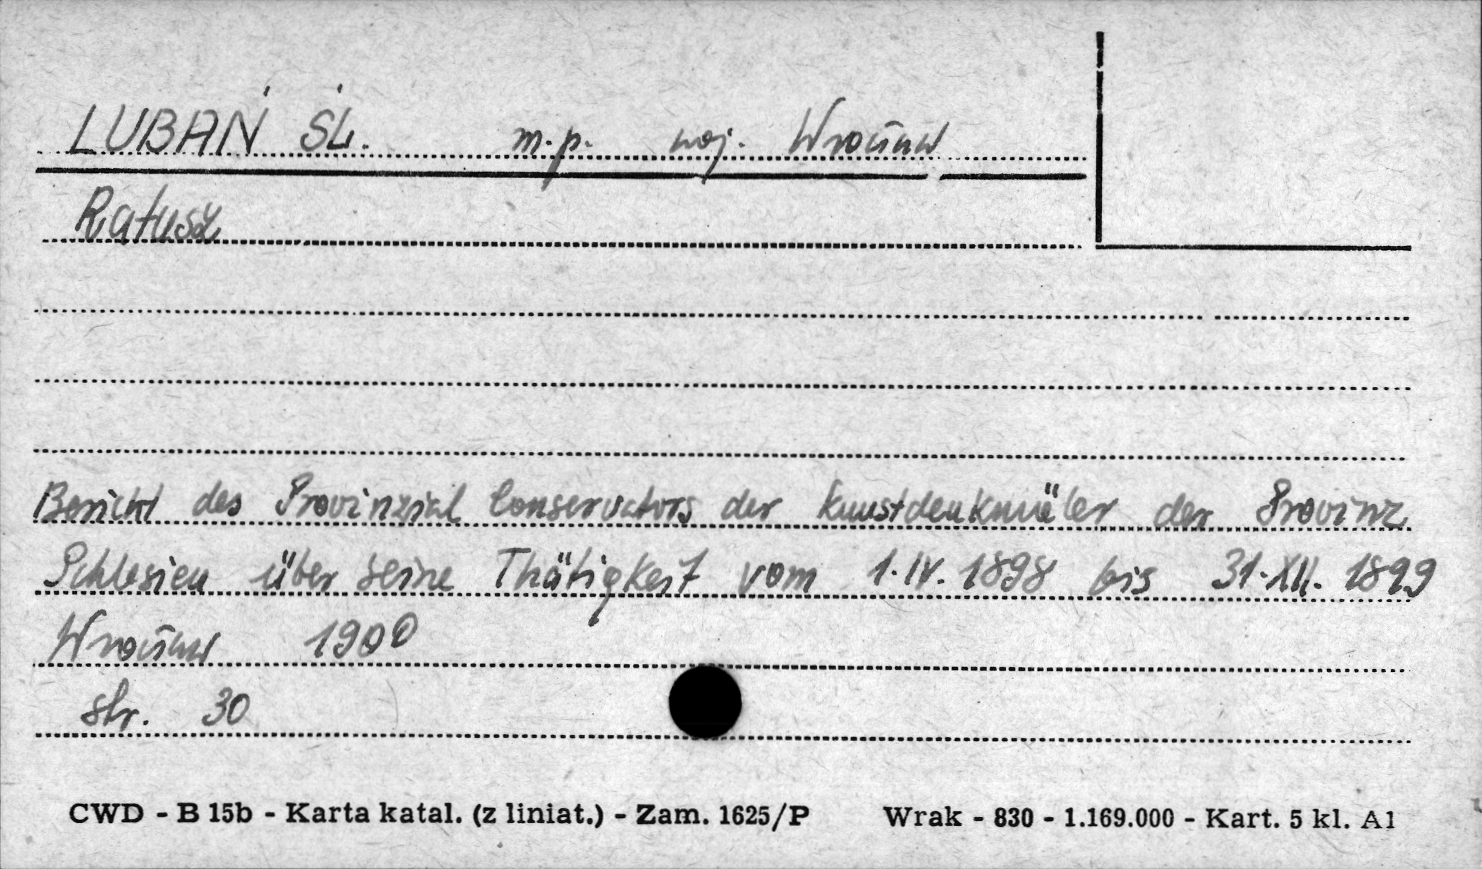 LUBAŃ ŚL. m.p. woj. Wrocław
Ratusz
Bericht des Provinzial Conservators der Kunstdenkmäler der Provinz
Schlesien über seine Thätigkeit vom 1.IV.1898 bis 31.XII.1899
Wrocław 1900
str. 30
CWD - B 15b - Karta katal. (z liniat.) - Zam. 1625/P Wrak - 830 - 1.169.000 - Kart. 5 kl. A1